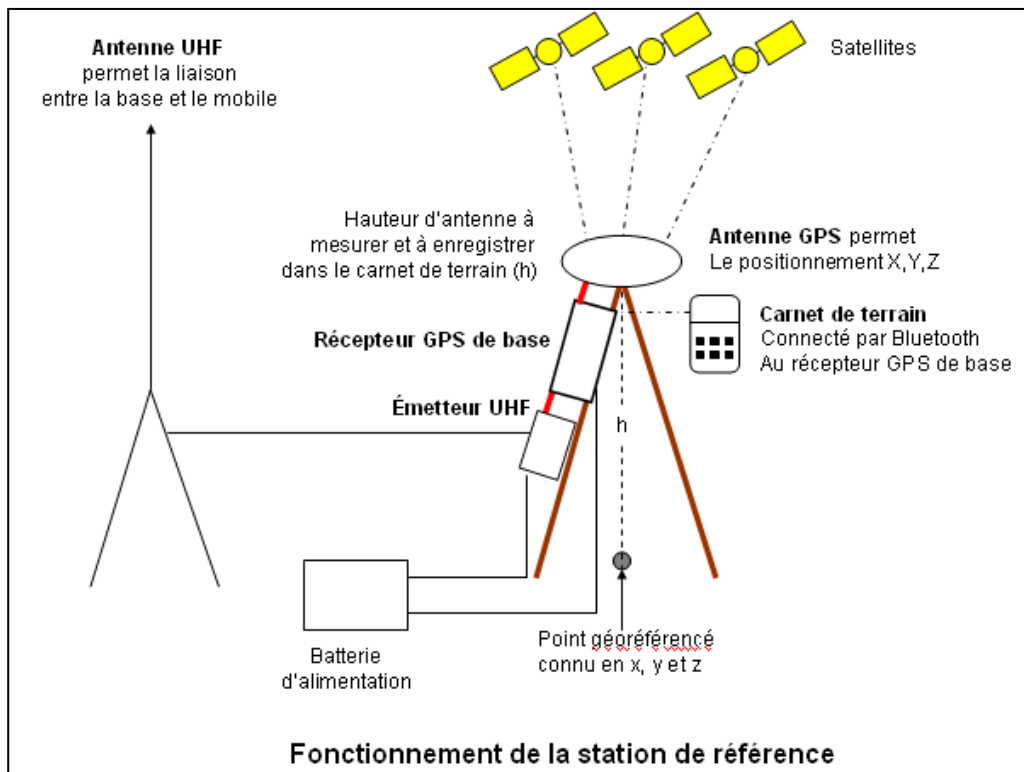 Antenne UHF
permet la liaison
entre la base et le mobile
Satellites
Hauteur d'antenne à
mesurer et à enregistrer
dans le carnet de terrain (h)
Antenne GPS permet
Le positionnement X,Y,Z
Récepteur GPS de base
Carnet de terrain
Connecté par Bluetooth
Au récepteur GPS de base
Émetteur UHF
h
Batterie
d'alimentation
Point géoréférencé
connu en x, y et z
Fonctionnement de la station de référence